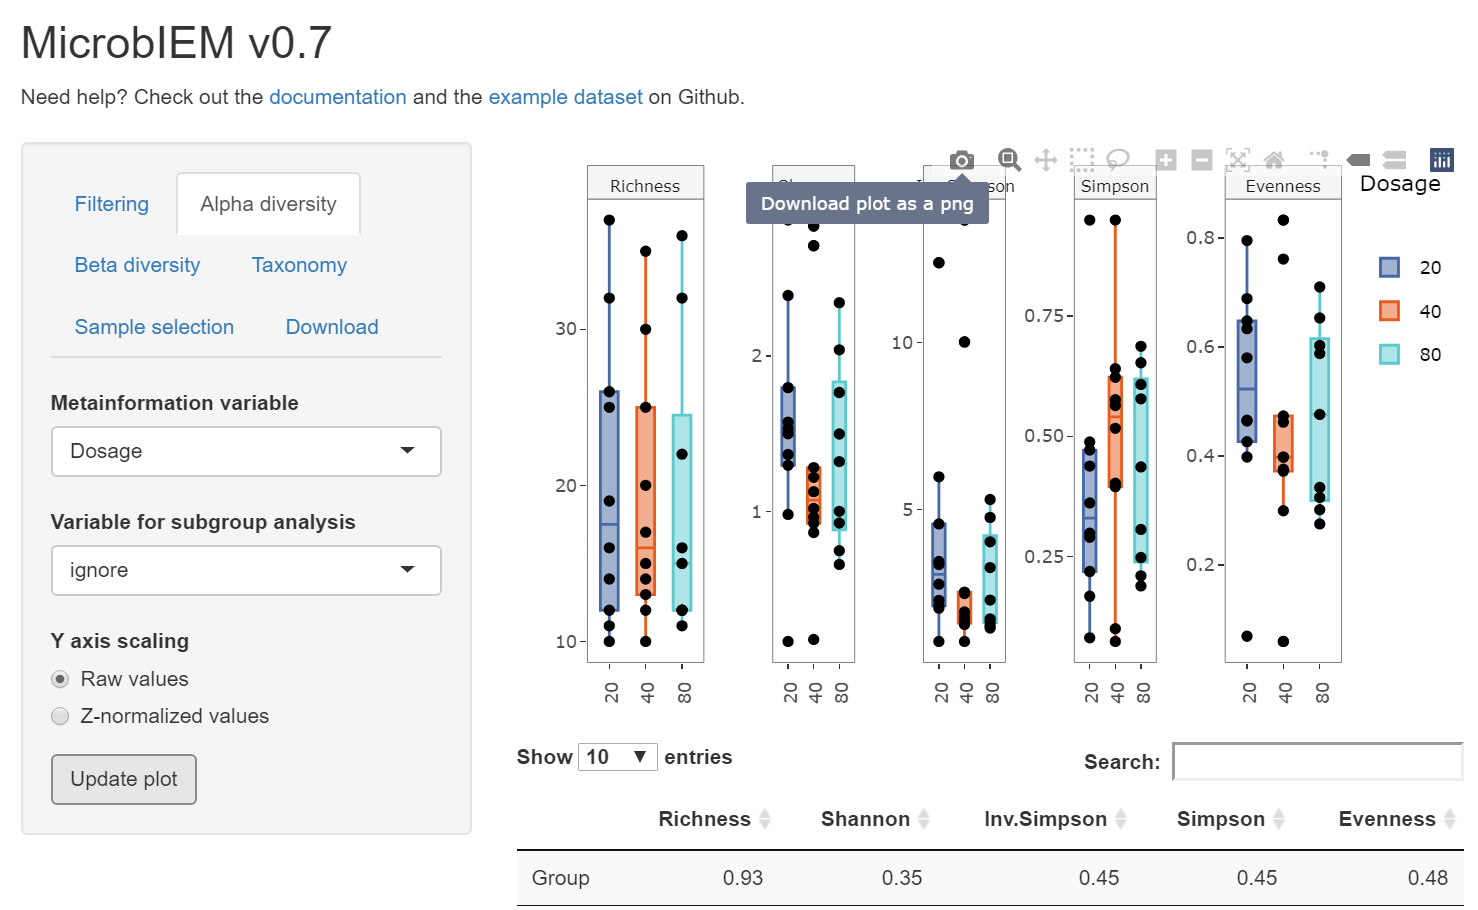 MicrobIEM v0.7
Need help? Check out the documentation and the example dataset on Github.
Filtering
Alpha diversity
Beta diversity
Taxonomy
Sample selection
Download
Metainformation variable
Dosage
Variable for subgroup analysis
ignore
Y axis scaling
Raw values
Z-normalized values
Update plot
Download plot as a png
Richness
Simpson
Evenness
Dosage
20
40
80
30
20
10
2
1
10
5
0.75
0.50
0.25
0.8
0.6
0.4
0.2
20 40 80
20 40 80
20 40 80
20 40 80
20 40 80
Show 10 entries
Search:
Richness Shannon Inv.Simpson Simpson Evenness
Group 0.93 0.35 0.45 0.45 0.48